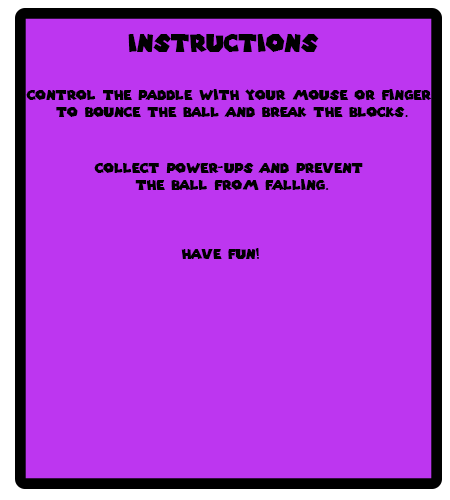 INSTRUCTIONS
CONTROL THE PADDLE WITH YOUR MOUSE OR FINGER
TO BOUNCE THE BALL AND BREAK THE BLOCKS.
COLLECT POWER-UPS AND PREVENT
THE BALL FROM FALLING.
HAVE FUN!